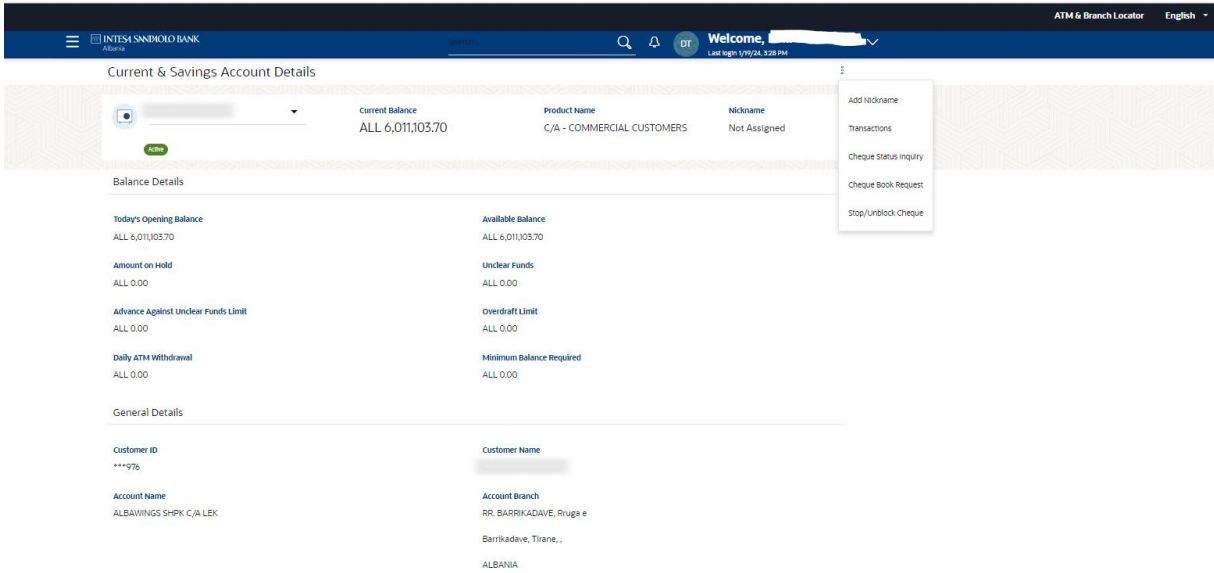 ATM & Branch Locator English
INTESA SANPAOLO BANK
Albania
Search...
DT
Welcome,
Last login 1/19/24, 3:28 PM
Current & Savings Account Details
Add Nickname
Transactions
Cheque Status Inquiry
Cheque Book Request
Stop/Unblock Cheque
Current Balance Product Name Nickname
ALL 6,011,103.70 C/A - COMMERCIAL CUSTOMERS Not Assigned
Active
Balance Details
Today's Opening Balance Available Balance
ALL 6,011,103.70 ALL 6,011,103.70
Amount on Hold Unclear Funds
ALL 0.00 ALL 0.00
Advance Against Unclear Funds Limit Overdraft Limit
ALL 0.00 ALL 0.00
Daily ATM Withdrawal Minimum Balance Required
ALL 0.00 ALL 0.00
General Details
Customer ID Customer Name
***976
Account Name Account Branch
ALBAWINGS SHPK C/A LEK RR. BARRIKADAVE, Rruga e
Barrikadave, Tirane, ,
ALBANIA